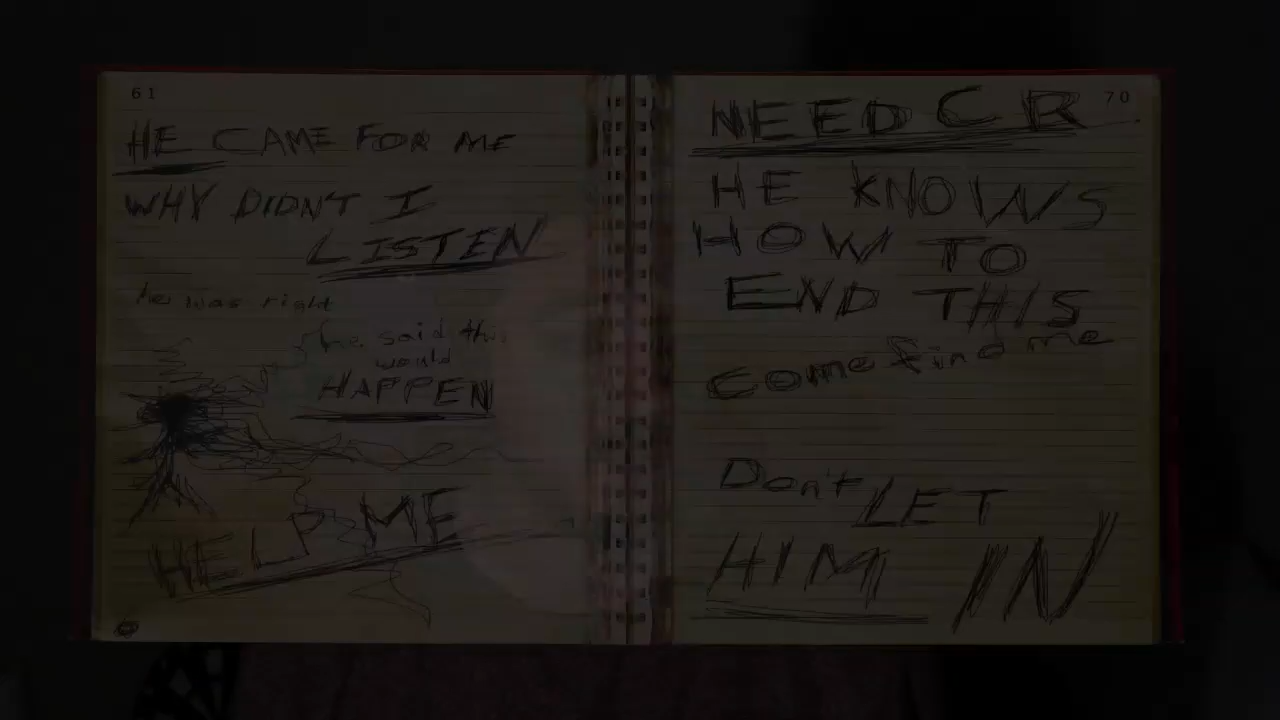 61
HE CAME FOR ME
WHY DIDN'T I
LISTEN
he was right
he said this
would
HAPPEN
HELP ME
70
NEED CR
HE KNOWS
HOW TO
END THIS
come find me
Don't LET
HIM IN